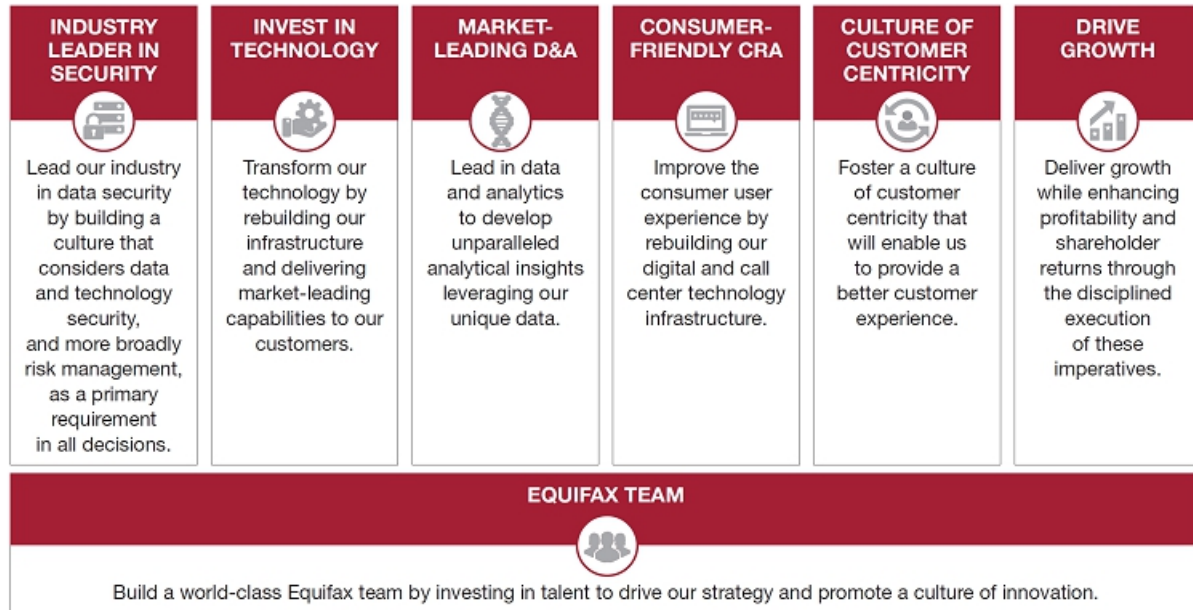 INDUSTRY
LEADER IN
SECURITY
Lead our industry
in data security
by building a
culture that
considers data
and technology
security,
and more broadly
risk management,
as a primary
requirement
in all decisions.
INVEST IN
TECHNOLOGY
Transform our
technology by
rebuilding our
infrastructure
and delivering
market-leading
capabilities to our
customers.
MARKET-
LEADING D&A
Lead in data
and analytics
to develop
unparalleled
analytical insights
leveraging our
unique data.
CONSUMER-
FRIENDLY CRA
Improve the
consumer user
experience by
rebuilding our
digital and call
center technology
infrastructure.
CULTURE OF
CUSTOMER
CENTRICITY
Foster a culture
of customer
centricity that
will enable us
to provide a
better customer
experience.
DRIVE
GROWTH
Deliver growth
while enhancing
profitability and
shareholder
returns through
the disciplined
execution
of these
imperatives.
EQUIFAX TEAM
Build a world-class Equifax team by investing in talent to drive our strategy and promote a culture of innovation.